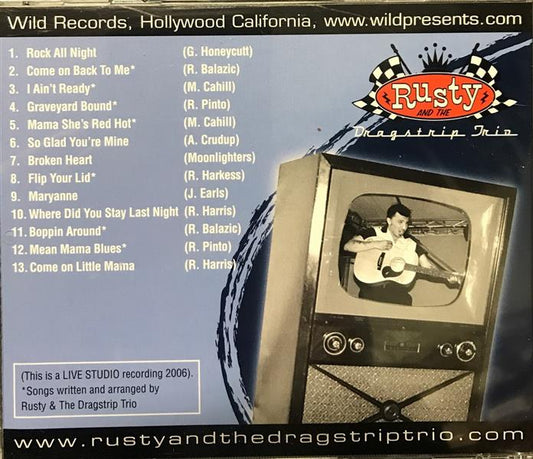 Wild Records, Hollywood California, www.wildpresents.com
1. Rock All Night (G. Honeycutt)
2. Come on Back To Me* (R. Balazic)
3. I Ain't Ready* (M. Cahill)
4. Graveyard Bound* (R. Pinto)
5. Mama She's Red Hot* (M. Cahill)
6. So Glad You're Mine (A. Crudup)
7. Broken Heart (Moonlighters)
8. Flip Your Lid* (R. Harkess)
9. Maryanne (J. Earls)
10. Where Did You Stay Last Night (R. Harris)
11. Boppin Around* (R. Balazic)
12. Mean Mama Blues* (R. Pinto)
13. Come on Little Mama (R. Harris)
Rusty
AND THE
Dragstrip Trio
(This is a LIVE STUDIO recording 2006).
*Songs written and arranged by
Rusty & The Dragstrip Trio
www.rustyandthedragstriptrio.com